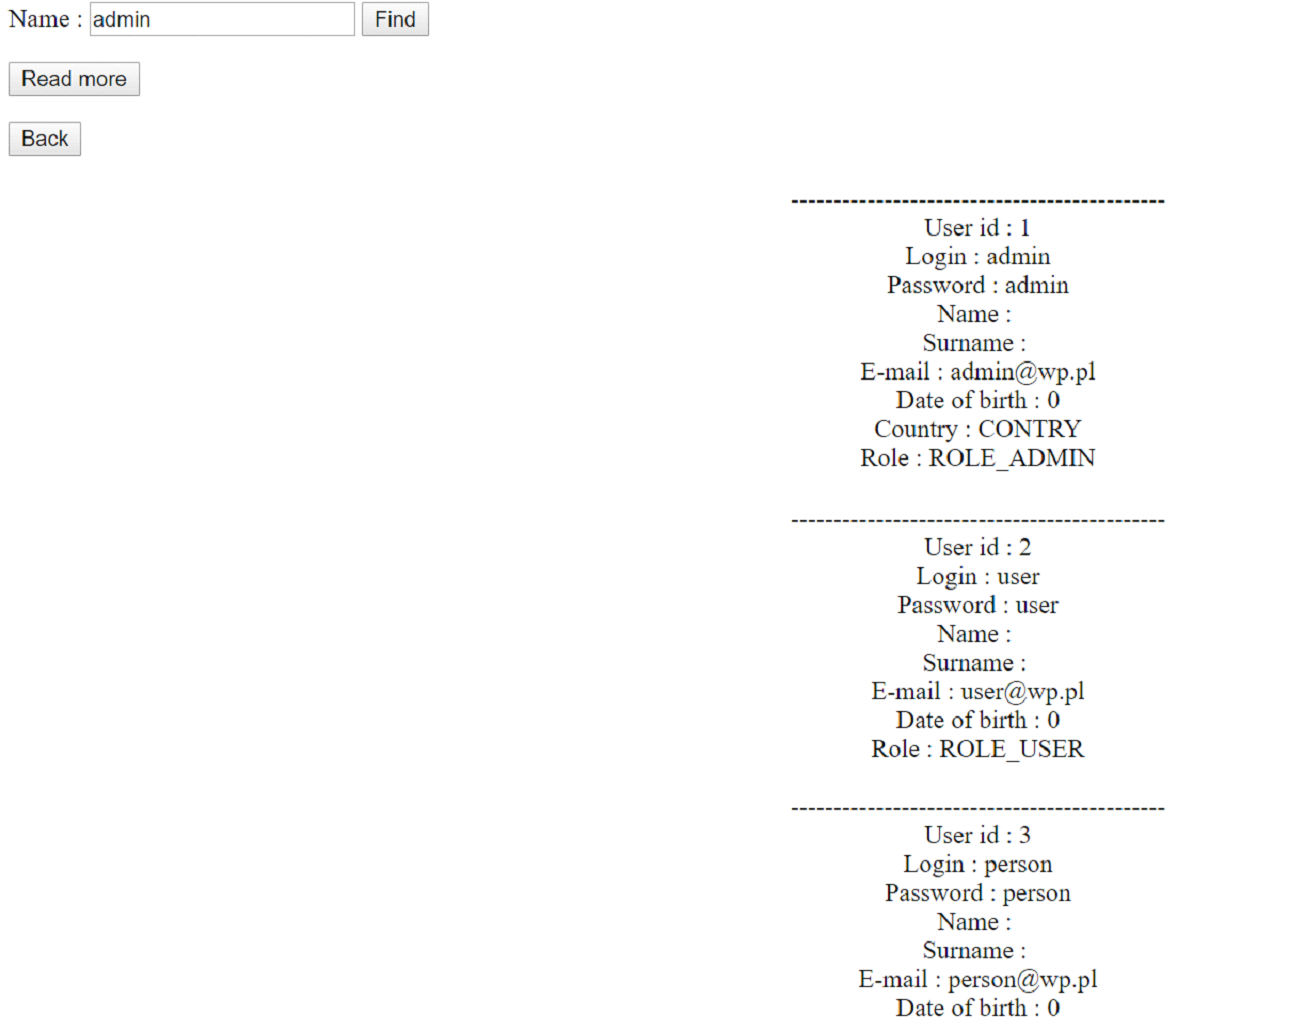 Name : admin Find
Read more
Back
-------------------------------------------
User id : 1
Login : admin
Password : admin
Name :
Surname :
E-mail : admin@wp.pl
Date of birth : 0
Country : CONTRY
Role : ROLE_ADMIN
-------------------------------------------
User id : 2
Login : user
Password : user
Name :
Surname :
E-mail : user@wp.pl
Date of birth : 0
Role : ROLE_USER
-------------------------------------------
User id : 3
Login : person
Password : person
Name :
Surname :
E-mail : person@wp.pl
Date of birth : 0